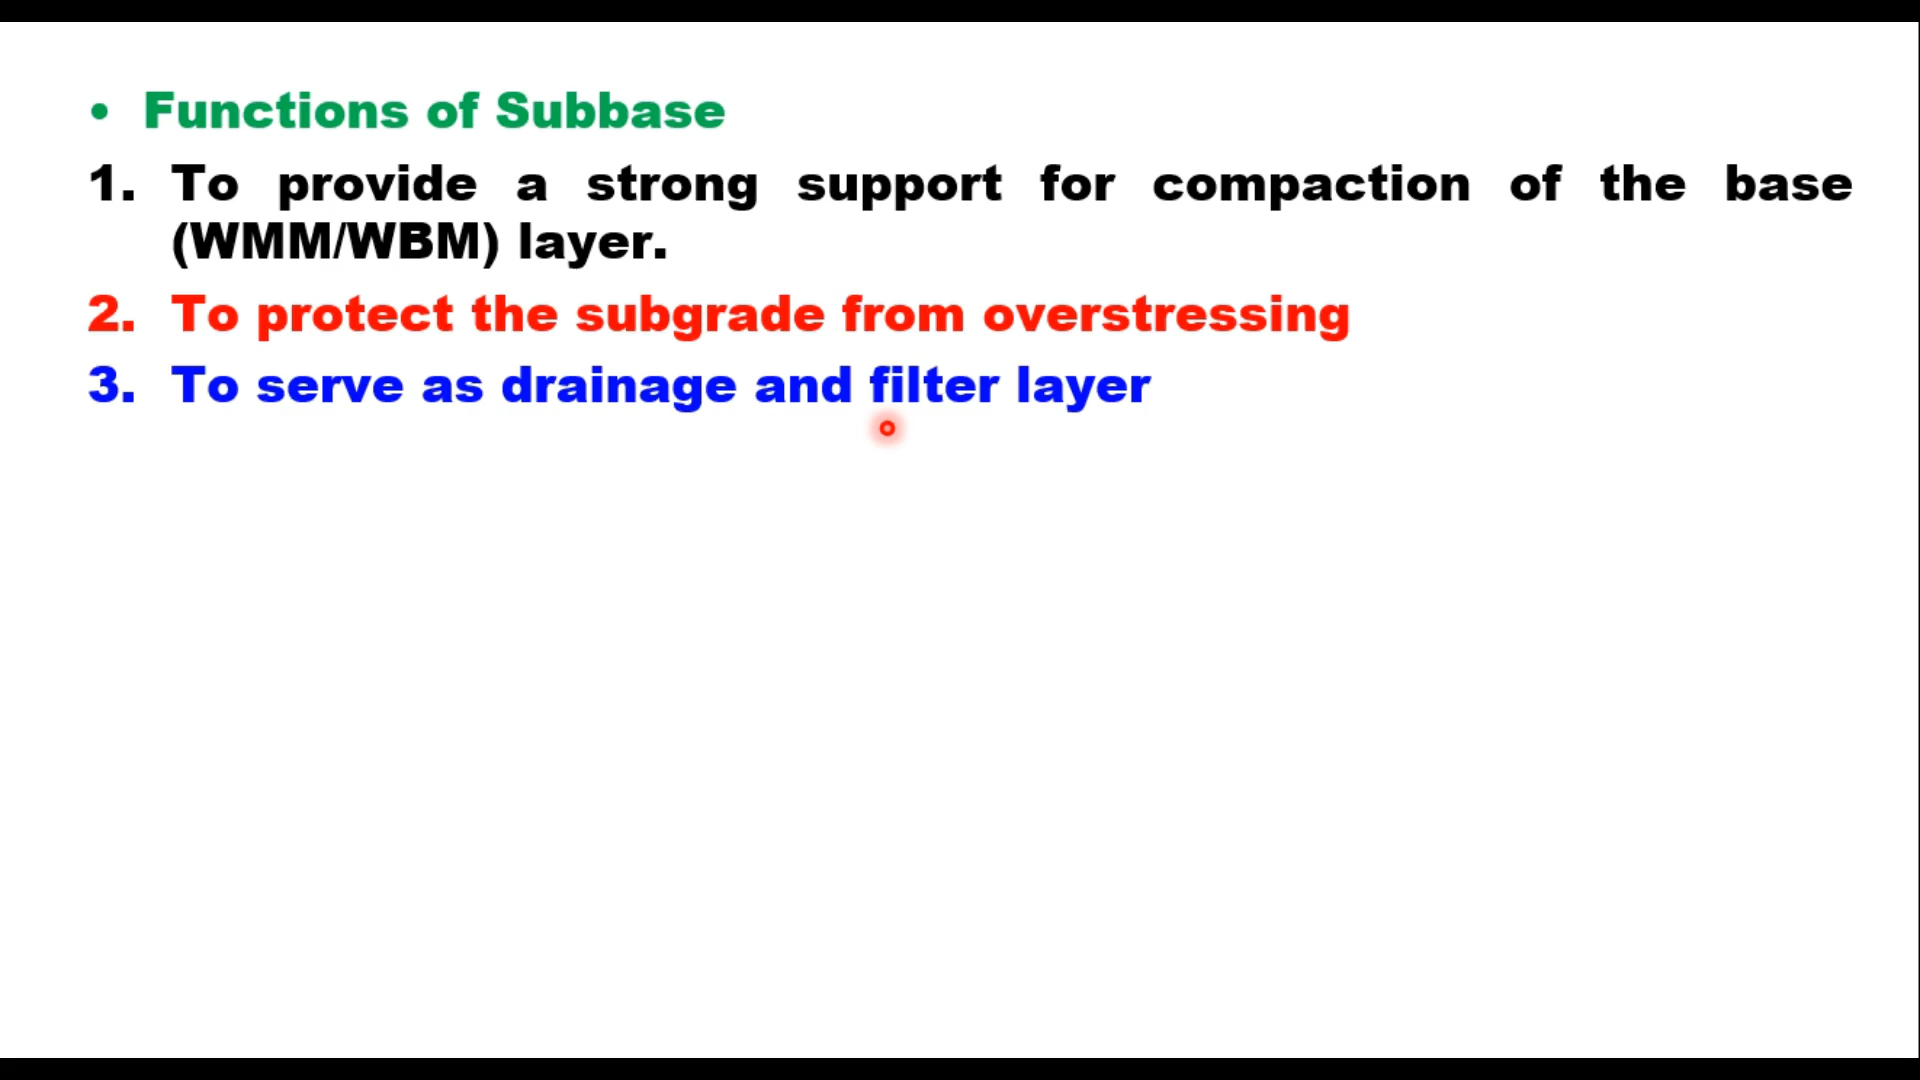 • Functions of Subbase
1. To provide a strong support for compaction of the base
(WMM/WBM) layer.
2. To protect the subgrade from overstressing
3. To serve as drainage and filter layer